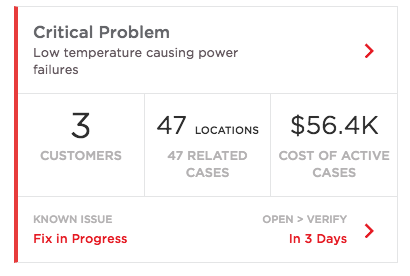 Critical Problem
Low temperature causing power
failures
3
CUSTOMERS
47 LOCATIONS
47 RELATED
CASES
$56.4K
COST OF ACTIVE
CASES
KNOWN ISSUE
Fix in Progress
OPEN > VERIFY
In 3 Days